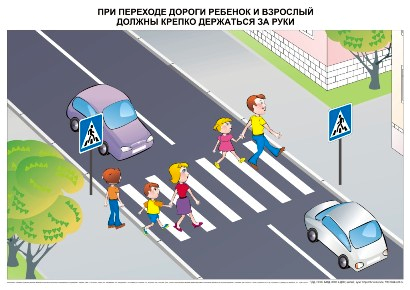 ПРИ ПЕРЕХОДЕ ДОРОГИ РЕБЕНОК И ВЗРОСЛЫЙ
ДОЛЖНЫ КРЕПКО ДЕРЖАТЬСЯ ЗА РУКИ